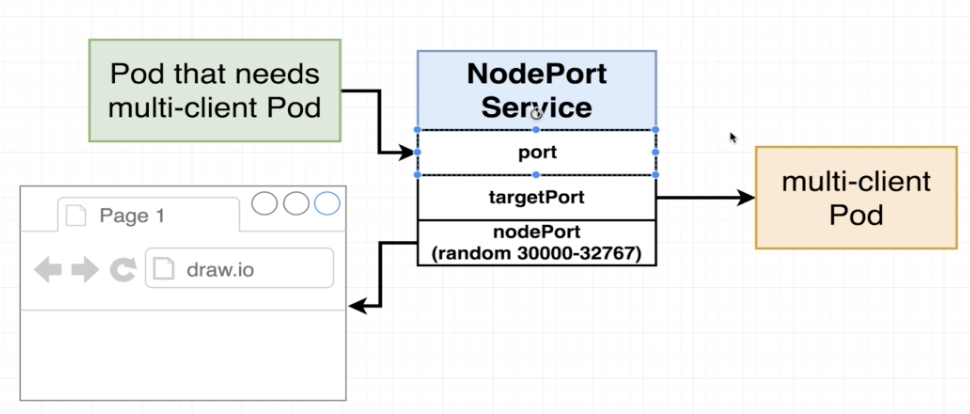 Pod that needs
multi-client Pod
NodePort
Service
port
targetPort
nodePort
(random 30000-32767)
multi-client
Pod
Page 1
draw.io